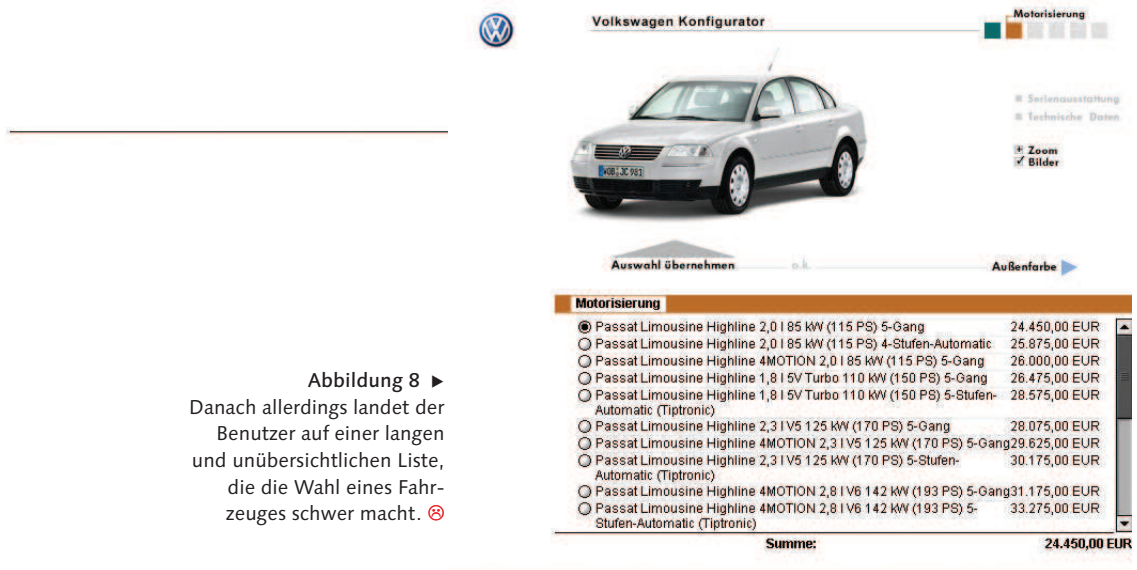 Abbildung 8 ►
Danach allerdings landet der
Benutzer auf einer langen
und unübersichtlichen Liste,
die die Wahl eines Fahr-
zeuges schwer macht.
Volkswagen Konfigurator
Motorisierung
Serienausstattung
Technische Daten
Zoom
Bilder
WOB JC 981
Auswahl übernehmen
o.k.
Außenfarbe
Motorisierung
Passat Limousine Highline 2,0 l 85 kW (115 PS) 5-Gang 24.450,00 EUR
Passat Limousine Highline 2,0 l 85 kW (115 PS) 4-Stufen-Automatic 25.875,00 EUR
Passat Limousine Highline 4MOTION 2,0 l 85 kW (115 PS) 5-Gang 26.000,00 EUR
Passat Limousine Highline 1,8 l 5V Turbo 110 kW (150 PS) 5-Gang 26.475,00 EUR
Passat Limousine Highline 1,8 l 5V Turbo 110 kW (150 PS) 5-Stufen- 28.575,00 EUR
Automatic (Tiptronic)
Passat Limousine Highline 2,3 l V5 125 kW (170 PS) 5-Gang 28.075,00 EUR
Passat Limousine Highline 4MOTION 2,3 l V5 125 kW (170 PS) 5-Gang 29.625,00 EUR
Passat Limousine Highline 2,3 l V5 125 kW (170 PS) 5-Stufen- 30.175,00 EUR
Automatic (Tiptronic)
Passat Limousine Highline 4MOTION 2,8 l V6 142 kW (193 PS) 5-Gang 31.175,00 EUR
Passat Limousine Highline 4MOTION 2,8 l V6 142 kW (193 PS) 5- 33.275,00 EUR
Stufen-Automatic (Tiptronic)
Summe: 24.450,00 EUR